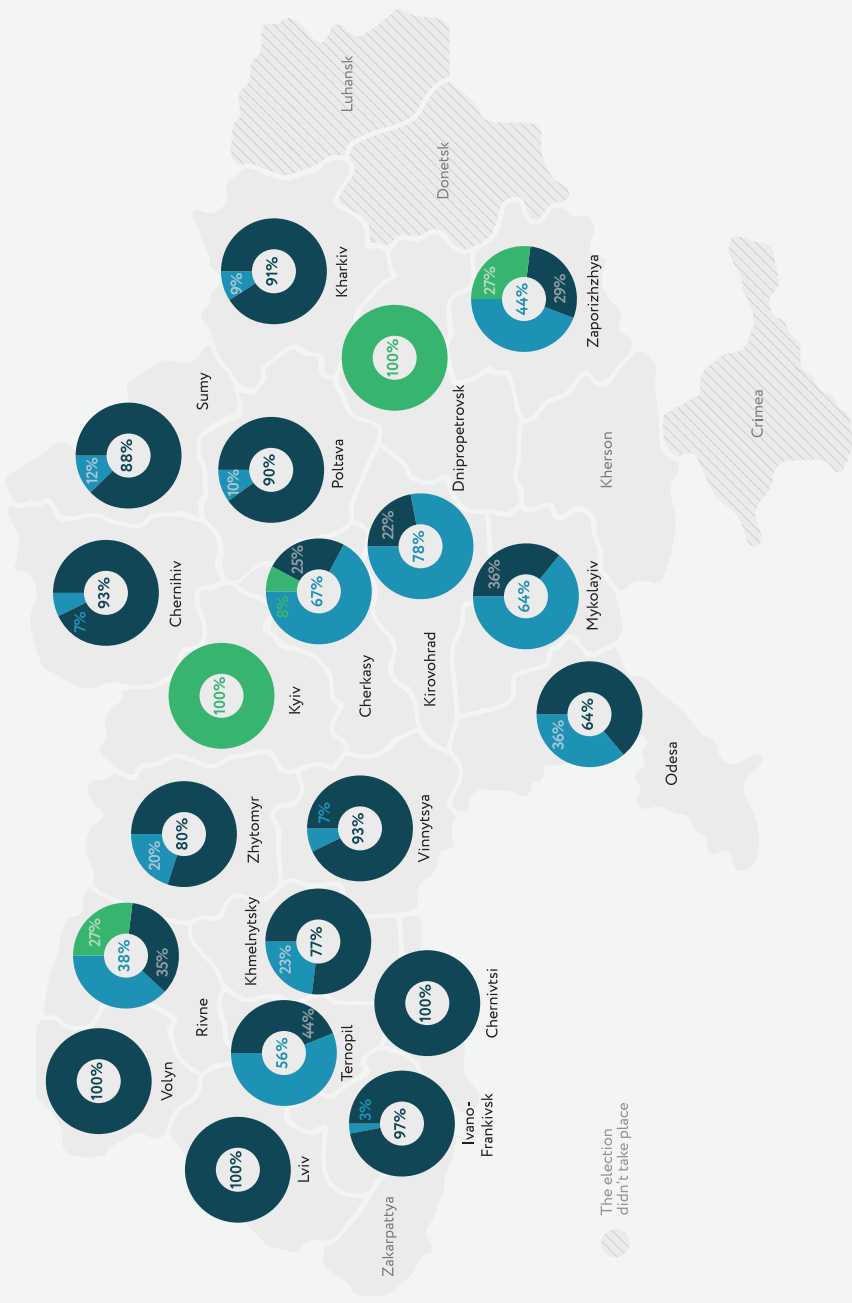 Luhansk
Donetsk
Crimea
9%
91%
Kharkiv
27%
44%
29%
Zaporizhzhya
100%
Dnipropetrovsk
Kherson
12%
88%
Sumy
10%
90%
Poltava
7%
93%
Chernihiv
8%
25%
67%
Cherkasy
22%
78%
Kirovohrad
36%
64%
Mykolayiv
100%
Kyiv
36%
64%
Odesa
20%
80%
Zhytomyr
7%
93%
Vinnytsya
27%
38%
35%
Rivne
23%
77%
Khmelnytsky
100%
Volyn
56%
44%
Ternopil
100%
Chernivtsi
100%
Lviv
3%
97%
Ivano-
Frankivsk
Zakarpattya
The election
didn't take place